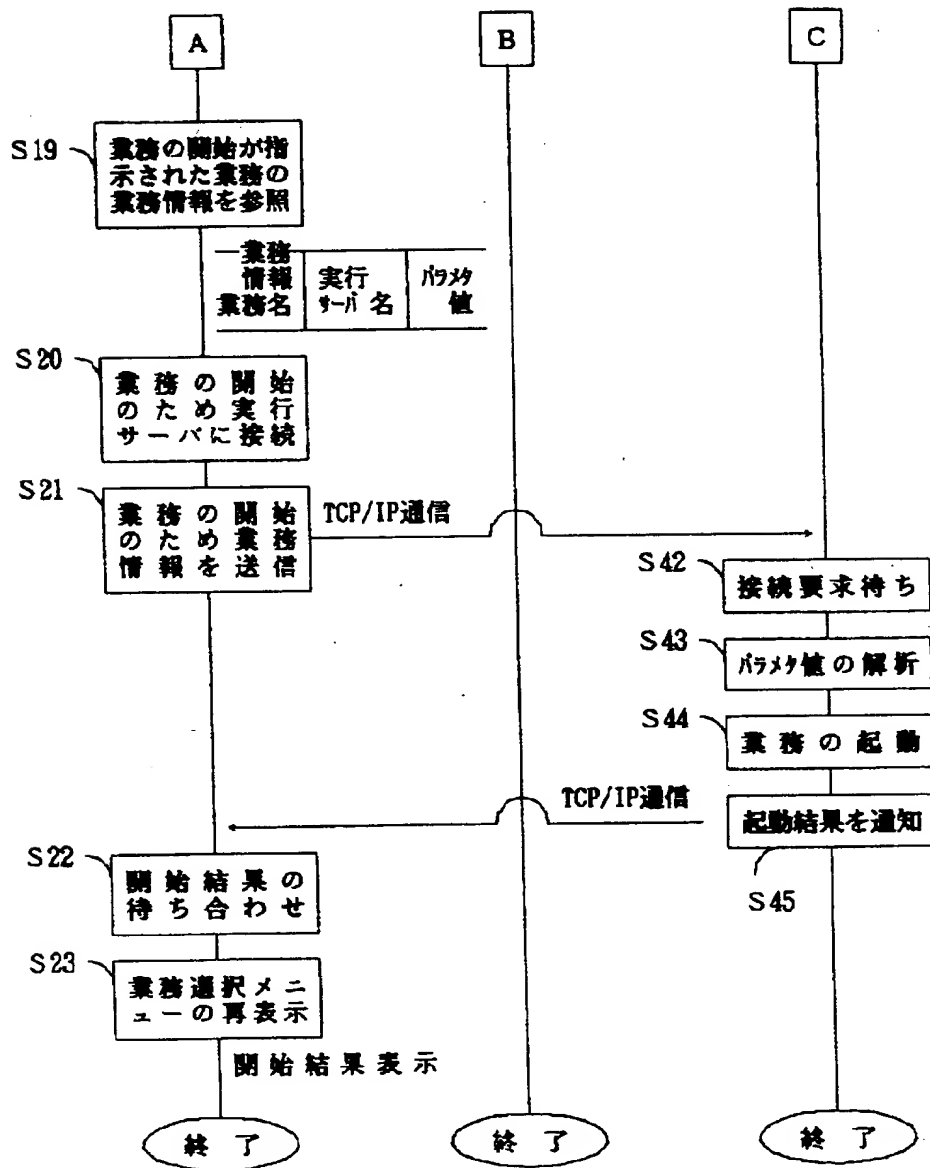 A
B
C
S19
業務の開始が指
示された業務の
業務情報を参照
業務
情報
業務名
実行
サーバ名
パラメタ
値
S20
業務の開始
のため実行
サーバに接続
S21
業務の開始
のため業務
情報を送信
TCP/IP通信
S42
接続要求待ち
S43
パラメタ値の解析
S44
業務の起動
TCP/IP通信
起動結果を通知
S45
S22
開始結果の
待ち合わせ
S23
業務選択メニ
ューの再表示
開始結果表示
終了
終了
終了